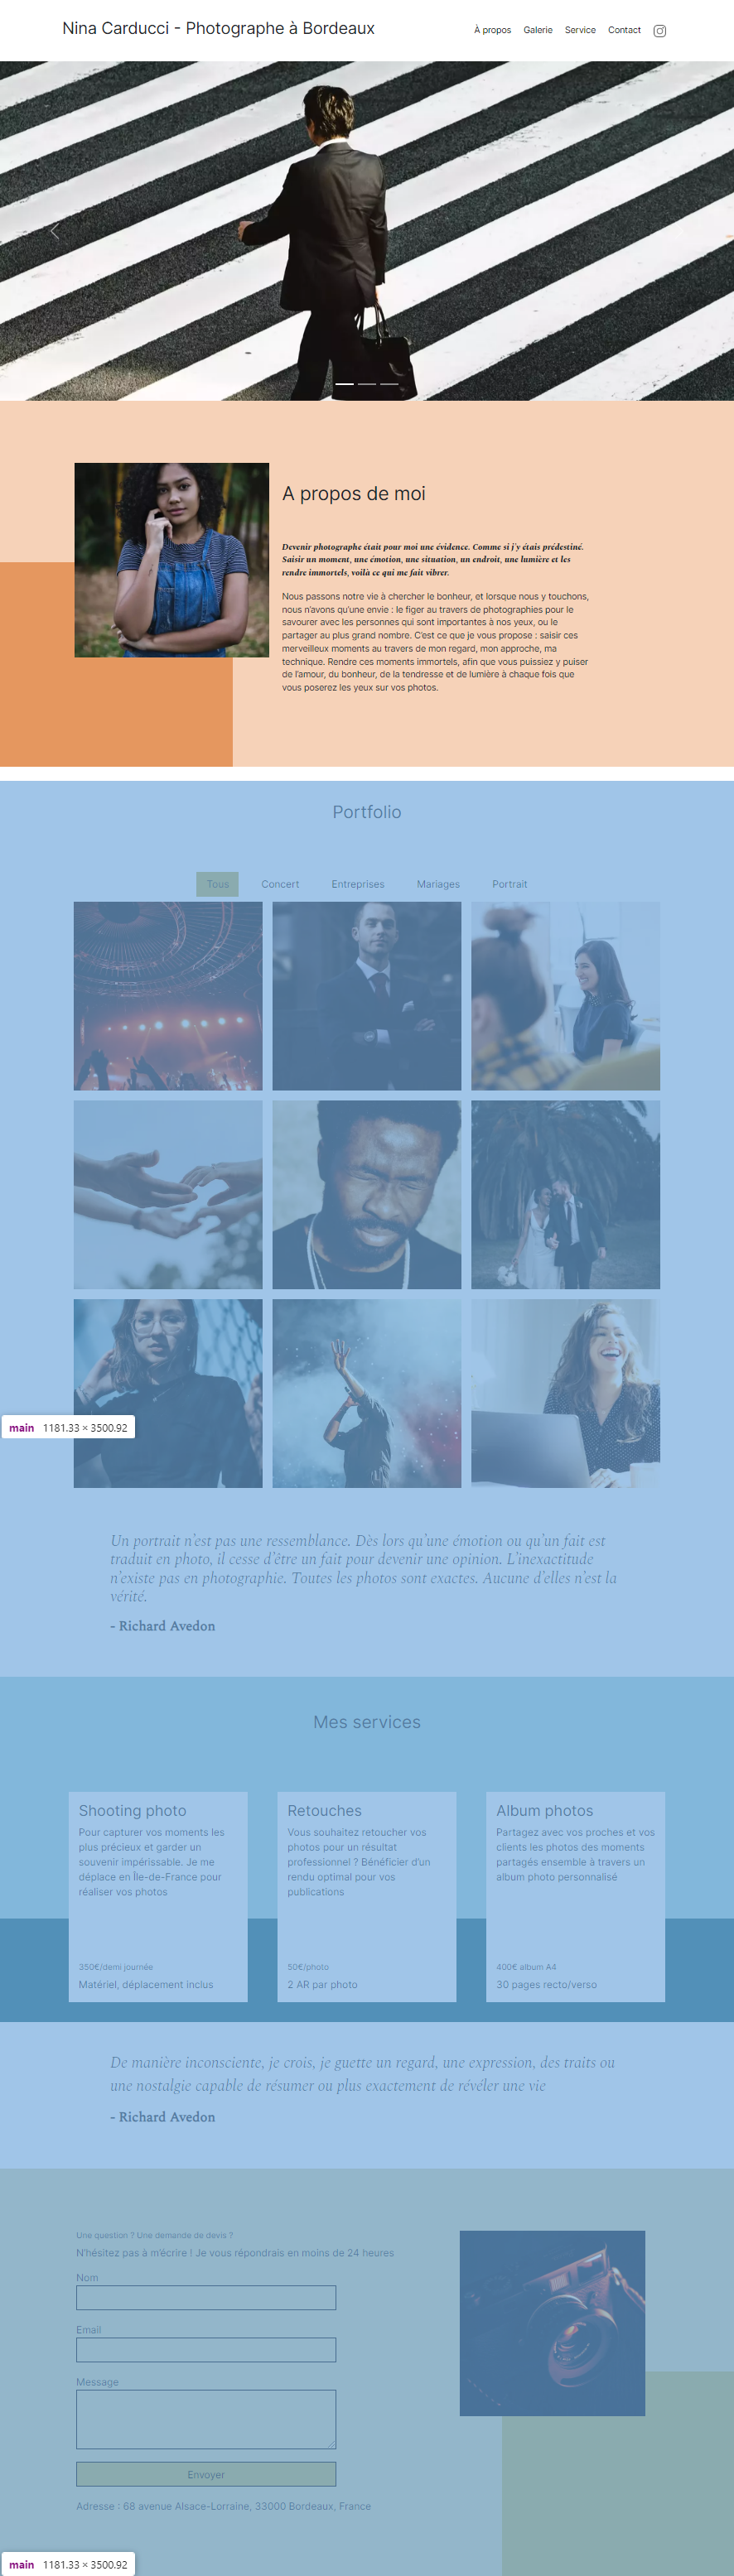 Nina Carducci - Photographe à Bordeaux
À propos Galerie Service Contact
A propos de moi
Devenir photographe était pour moi une évidence. Comme si j'y étais prédestiné.
Saisir un moment, une émotion, une situation, un endroit, une lumière et les
rendre immortels, voilà ce qui me fait vibrer.
Nous passons notre vie à chercher le bonheur, et lorsque nous y touchons,
nous n'avons qu'une envie : le figer au travers de photographies pour le
savourer avec les personnes qui sont importantes à nos yeux, ou le
partager au plus grand nombre. C'est ce que je vous propose : saisir ces
merveilleux moments au travers de mon regard, mon approche, ma
technique. Rendre ces moments immortels, afin que vous puissiez y puiser
de l'amour, du bonheur, de la tendresse et de lumière à chaque fois que
vous poserez les yeux sur vos photos.
Portfolio
Tous Concert Entreprises Mariages Portrait
main 1181.33 × 3500.92
Un portrait n'est pas une ressemblance. Dès lors qu'une émotion ou qu'un fait est
traduit en photo, il cesse d'être un fait pour devenir une opinion. L'inexactitude
n'existe pas en photographie. Toutes les photos sont exactes. Aucune d'elles n'est la
vérité.
- Richard Avedon
Mes services
Shooting photo
Pour capturer vos moments les
plus précieux et garder un
souvenir impérissable. Je me
déplace en Île-de-France pour
réaliser vos photos
350€/demi journée
Matériel, déplacement inclus
Retouches
Vous souhaitez retoucher vos
photos pour un résultat
professionnel ? Bénéficier d'un
rendu optimal pour vos
publications
50€/photo
2 AR par photo
Album photos
Partagez avec vos proches et vos
clients les photos des moments
partagés ensemble à travers un
album photo personnalisé
400€ album A4
30 pages recto/verso
De manière inconsciente, je crois, je guette un regard, une expression, des traits ou
une nostalgie capable de résumer ou plus exactement de révéler une vie
- Richard Avedon
Une question ? Une demande de devis ?
N'hésitez pas à m'écrire ! Je vous répondrais en moins de 24 heures
Nom
Email
Message
Envoyer
Adresse : 68 avenue Alsace-Lorraine, 33000 Bordeaux, France
main 1181.33 × 3500.92